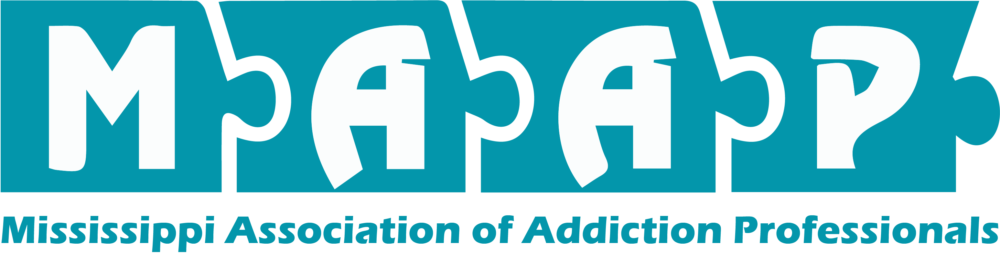 MAAP
Mississippi Association of Addiction Professionals